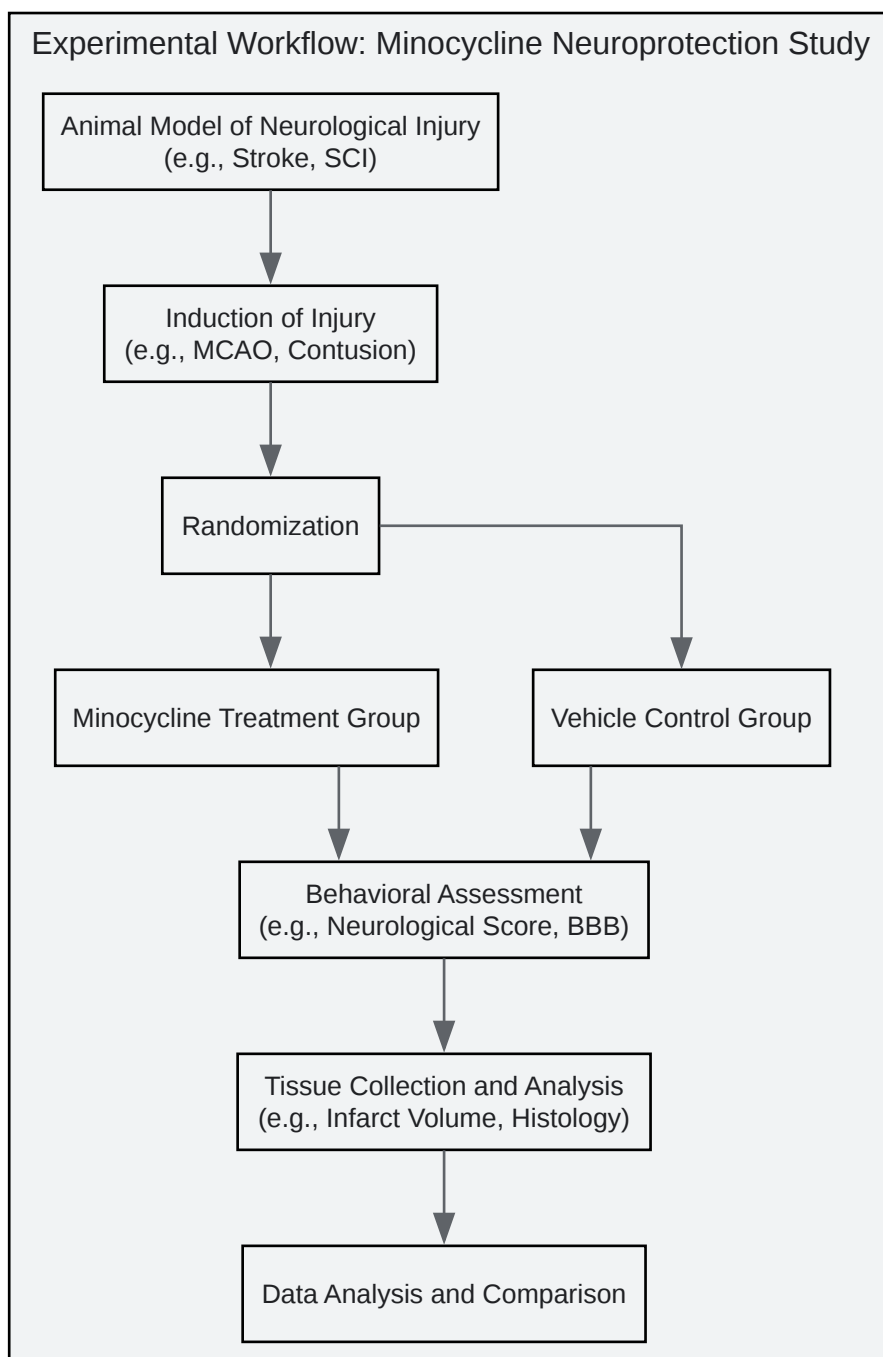 Experimental Workflow: Minocycline Neuroprotection Study
Animal Model of Neurological Injury
(e.g., Stroke, SCI)
Induction of Injury
(e.g., MCAO, Contusion)
Randomization
Minocycline Treatment Group
Vehicle Control Group
Behavioral Assessment
(e.g., Neurological Score, BBB)
Tissue Collection and Analysis
(e.g., Infarct Volume, Histology)
Data Analysis and Comparison